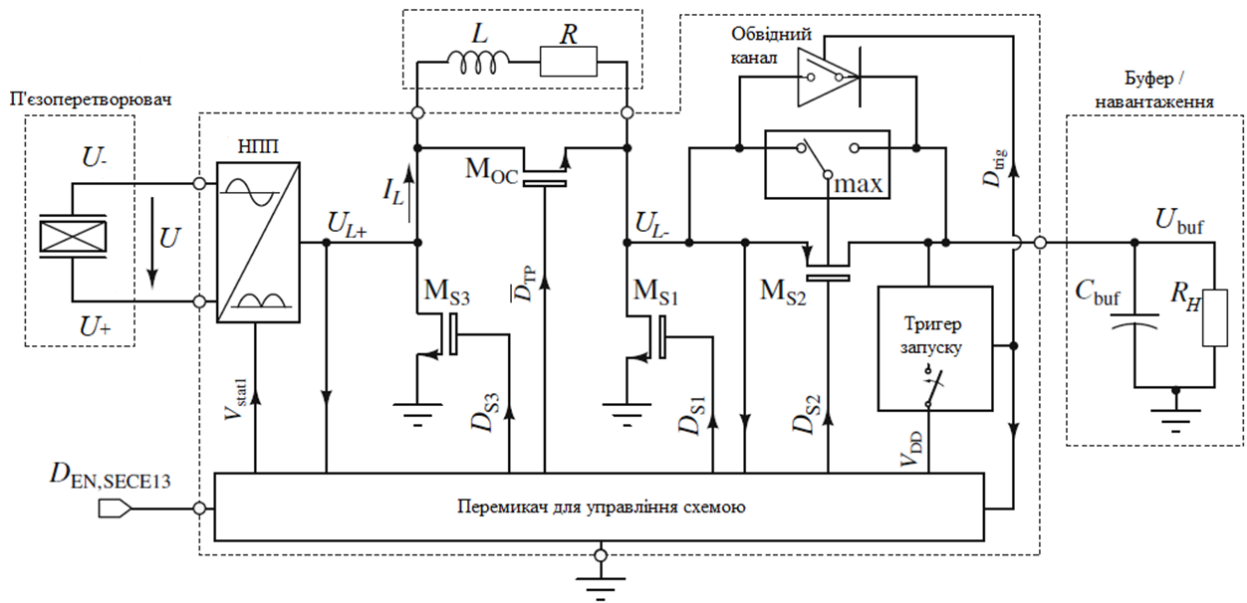 L
R
Обвідний
канал
Буфер /
навантаження
П'єзоперетворювач
НПП
U-
M_OC
max
D_trig
I_L
U
U_L+
U_L-
U_buf
U+
M_S3
D̅_TP
M_S1
M_S2
C_buf
R_H
Тригер
запуску
V_stat1
D_S3
D_S1
D_S2
V_DD
D_EN,SECE13
Перемикач для управління схемою